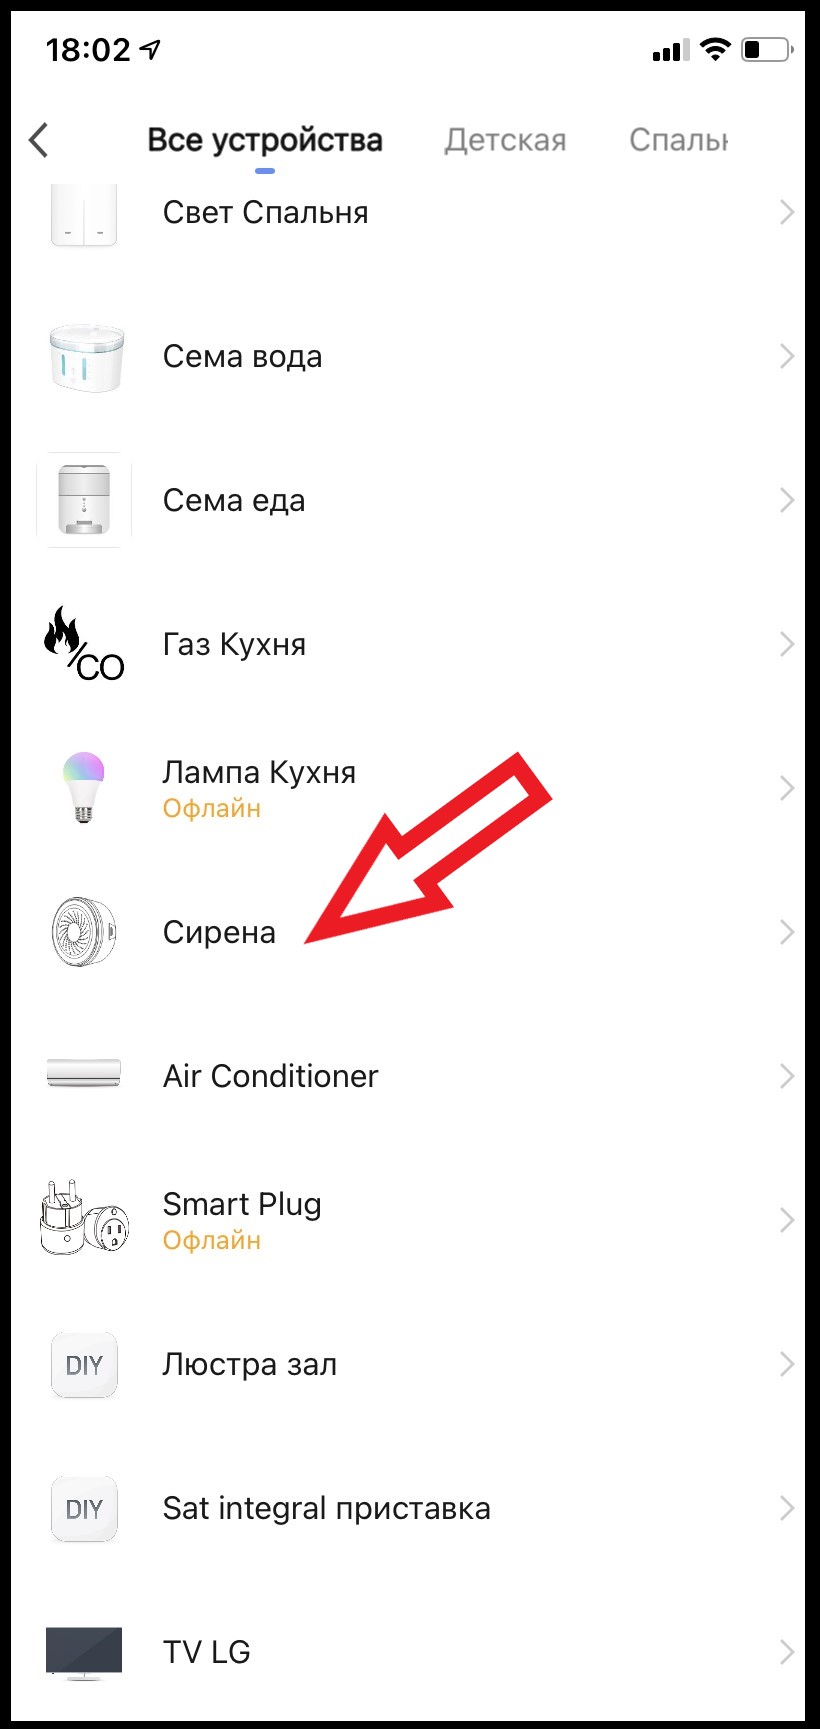 18:02
Все устройства Детская Спальн
Свет Спальня
Сема вода
Сема еда
/CO
Газ Кухня
Лампа Кухня
Офлайн
Сирена
Air Conditioner
Smart Plug
Офлайн
DIY
Люстра зал
DIY
Sat integral приставка
TV LG